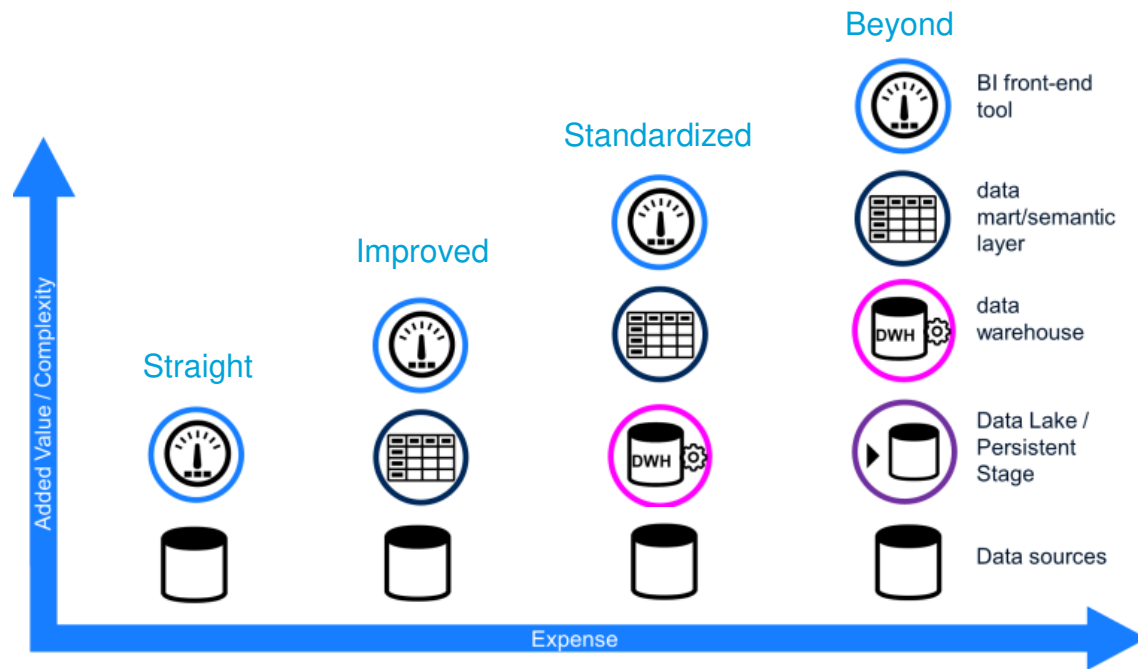 Beyond
BI front-end
tool
Standardized
data
mart/semantic
layer
Improved
data
warehouse
DWH
Straight
Data Lake /
Persistent
Stage
DWH
Data sources
Added Value / Complexity
Expense